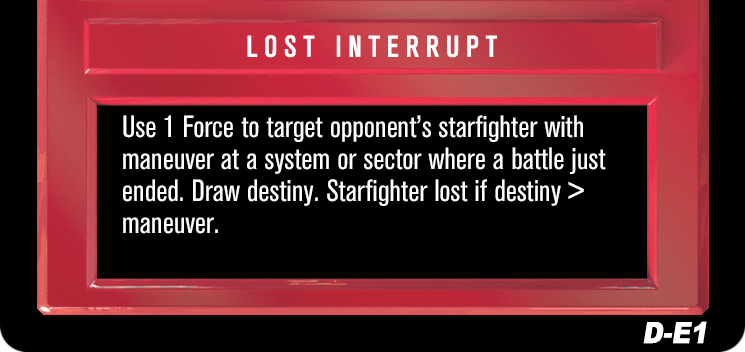 LOST INTERRUPT
Use 1 Force to target opponent's starfighter with
maneuver at a system or sector where a battle just
ended. Draw destiny. Starfighter lost if destiny >
maneuver.
D-E1